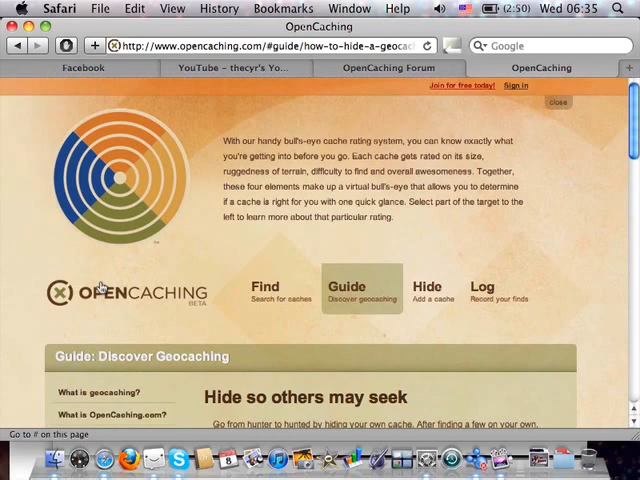 Safari File Edit View History Bookmarks Window Help (2:50) Wed 06:35
OpenCaching
http://www.opencaching.com/#guide/how-to-hide-a-geocac Google
Facebook YouTube - thecyr's Yo... OpenCaching Forum OpenCaching
Join for free today! Sign in
close
With our handy bull's-eye cache rating system, you can know exactly what
you're getting into before you go. Each cache gets rated on its size,
ruggedness of terrain, difficulty to find and overall awesomeness. Together,
these four elements make up a virtual bull's-eye that allows you to determine
if a cache is right for you with one quick glance. Select part of the target to
the left to learn more about that particular rating.
OPENCACHING
BETA
Find Guide Hide Log
Search for caches Discover geocaching Add a cache Record your finds
Guide: Discover Geocaching
What is geocaching?
What is OpenCaching.com?
Hide so others may seek
Go from hunter to hunted by hiding your own cache. After finding a few on your own,
Go to # on this page
8